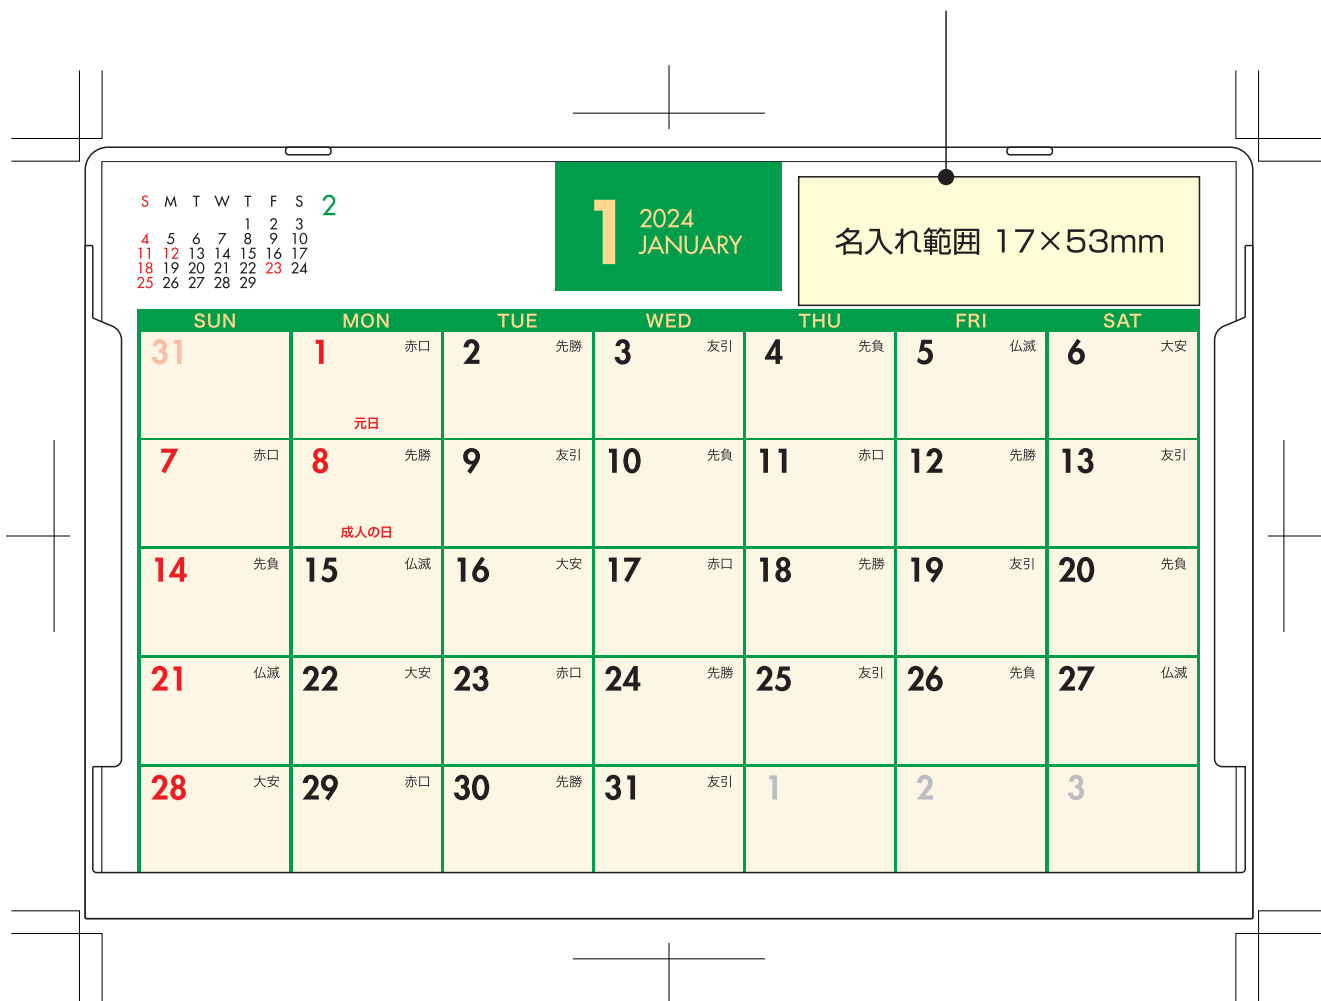 S M T W T F S 2
1 2 3
4 5 6 7 8 9 10
11 12 13 14 15 16 17
18 19 20 21 22 23 24
25 26 27 28 29
1 2024
JANUARY
名入れ範囲 17×53mm
SUN MON TUE WED THU FRI SAT
31 1 赤口 2 先勝 3 友引 4 先負 5 仏滅 6 大安
元日
7 赤口 8 先勝 9 友引 10 先負 11 赤口 12 先勝 13 友引
成人の日
14 先負 15 仏滅 16 大安 17 赤口 18 先勝 19 友引 20 先負
21 仏滅 22 大安 23 赤口 24 先勝 25 友引 26 先負 27 仏滅
28 大安 29 赤口 30 先勝 31 友引 1 2 3